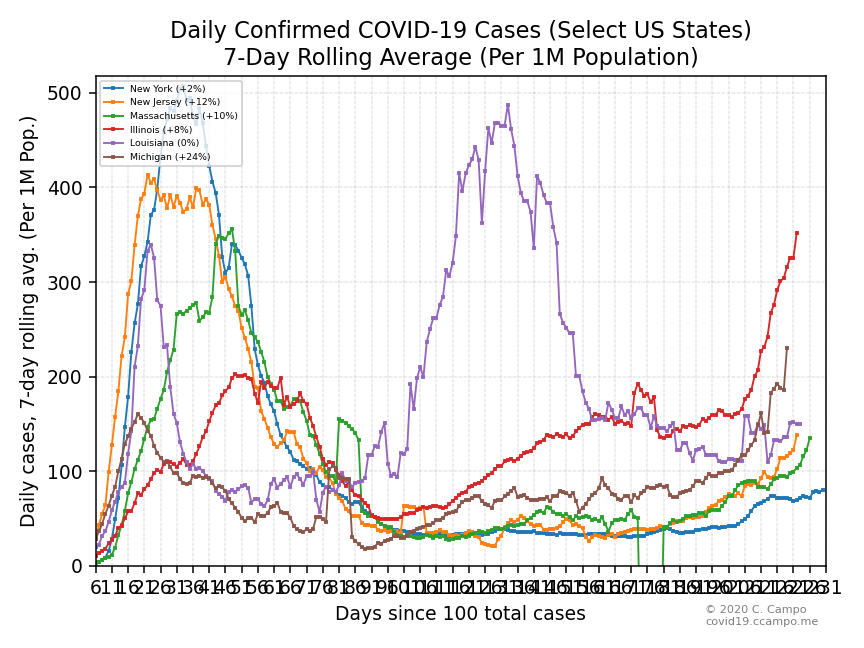 Daily Confirmed COVID-19 Cases (Select US States)
7-Day Rolling Average (Per 1M Population)
Daily cases, 7-day rolling avg. (Per 1M Pop.)
500
400
300
200
100
0
New York (+2%)
New Jersey (+12%)
Massachusetts (+10%)
Illinois (+8%)
Louisiana (0%)
Michigan (+24%)
Days since 100 total cases
© 2020 C. Campo
covid19.ccampo.me